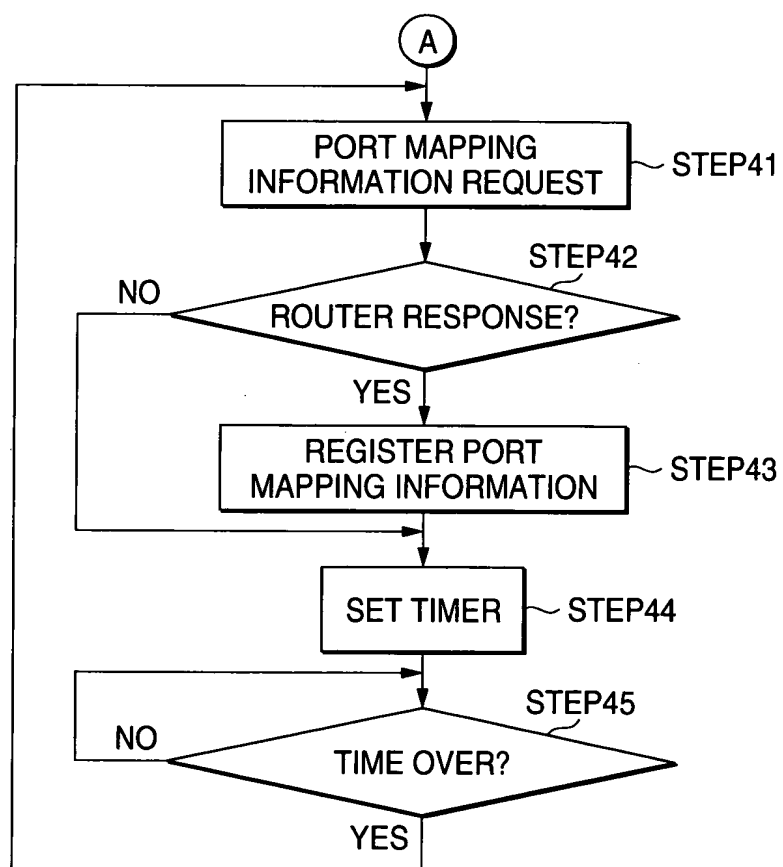 A
PORT MAPPING
INFORMATION REQUEST
STEP41
STEP42
NO
ROUTER RESPONSE?
YES
REGISTER PORT
MAPPING INFORMATION
STEP43
SET TIMER
STEP44
STEP45
NO
TIME OVER?
YES